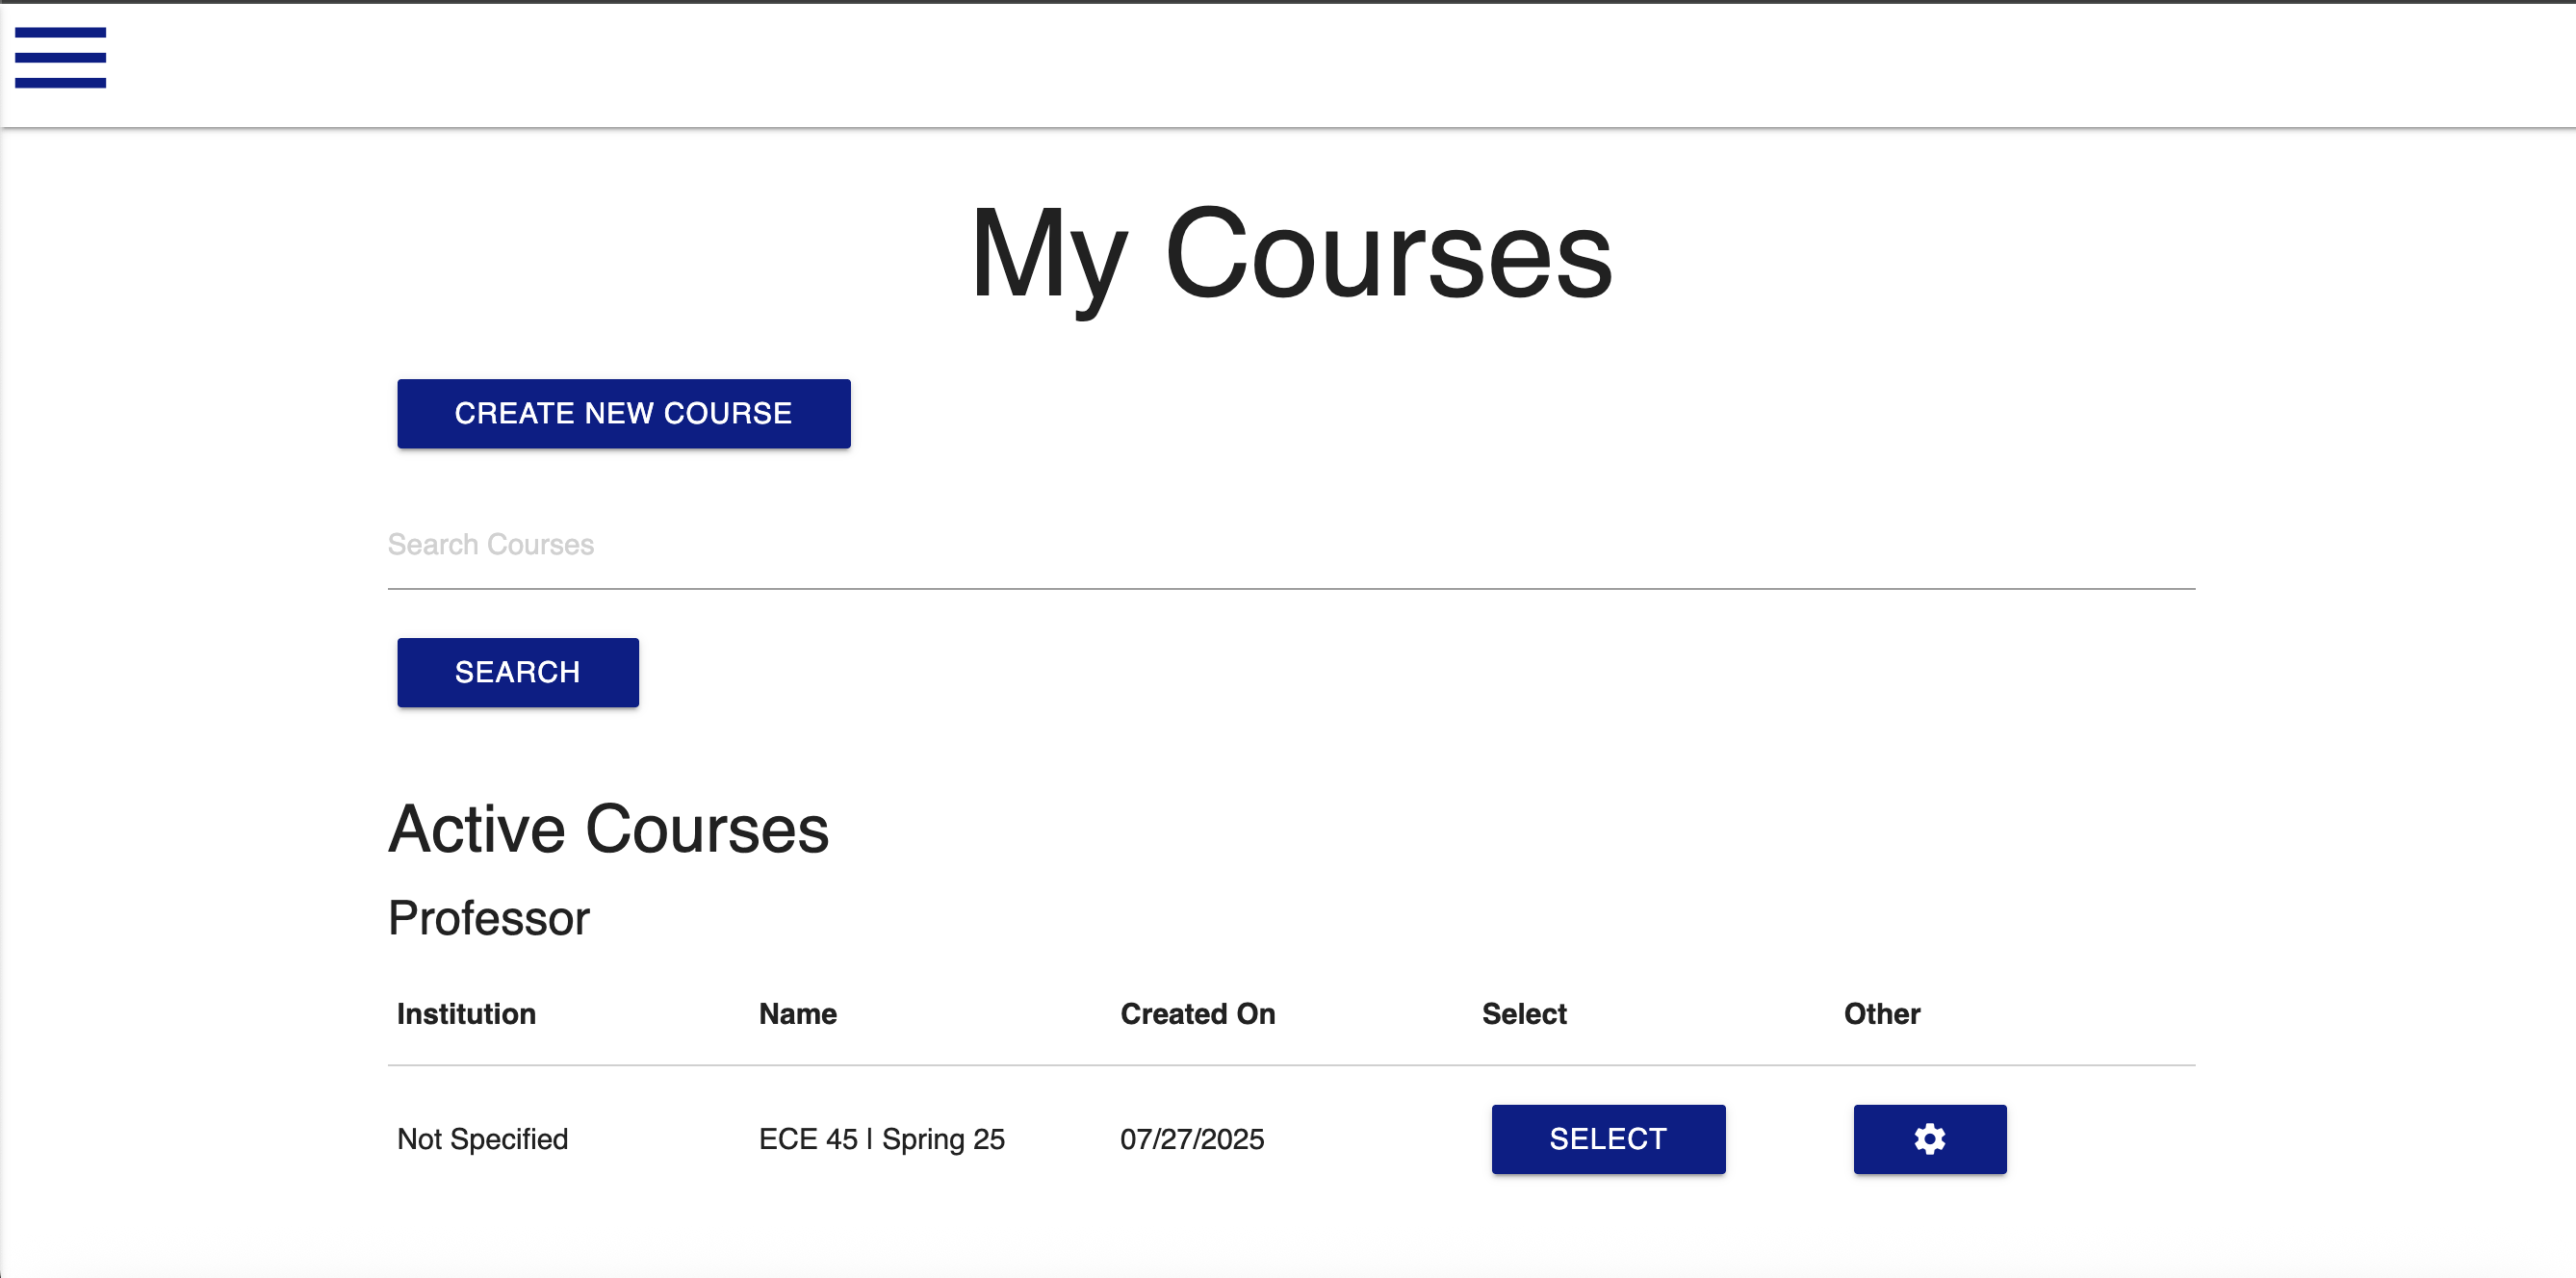 My Courses
CREATE NEW COURSE
Search Courses
SEARCH
Active Courses
Professor
Institution Name Created On Select Other
Not Specified ECE 45 | Spring 25 07/27/2025 SELECT